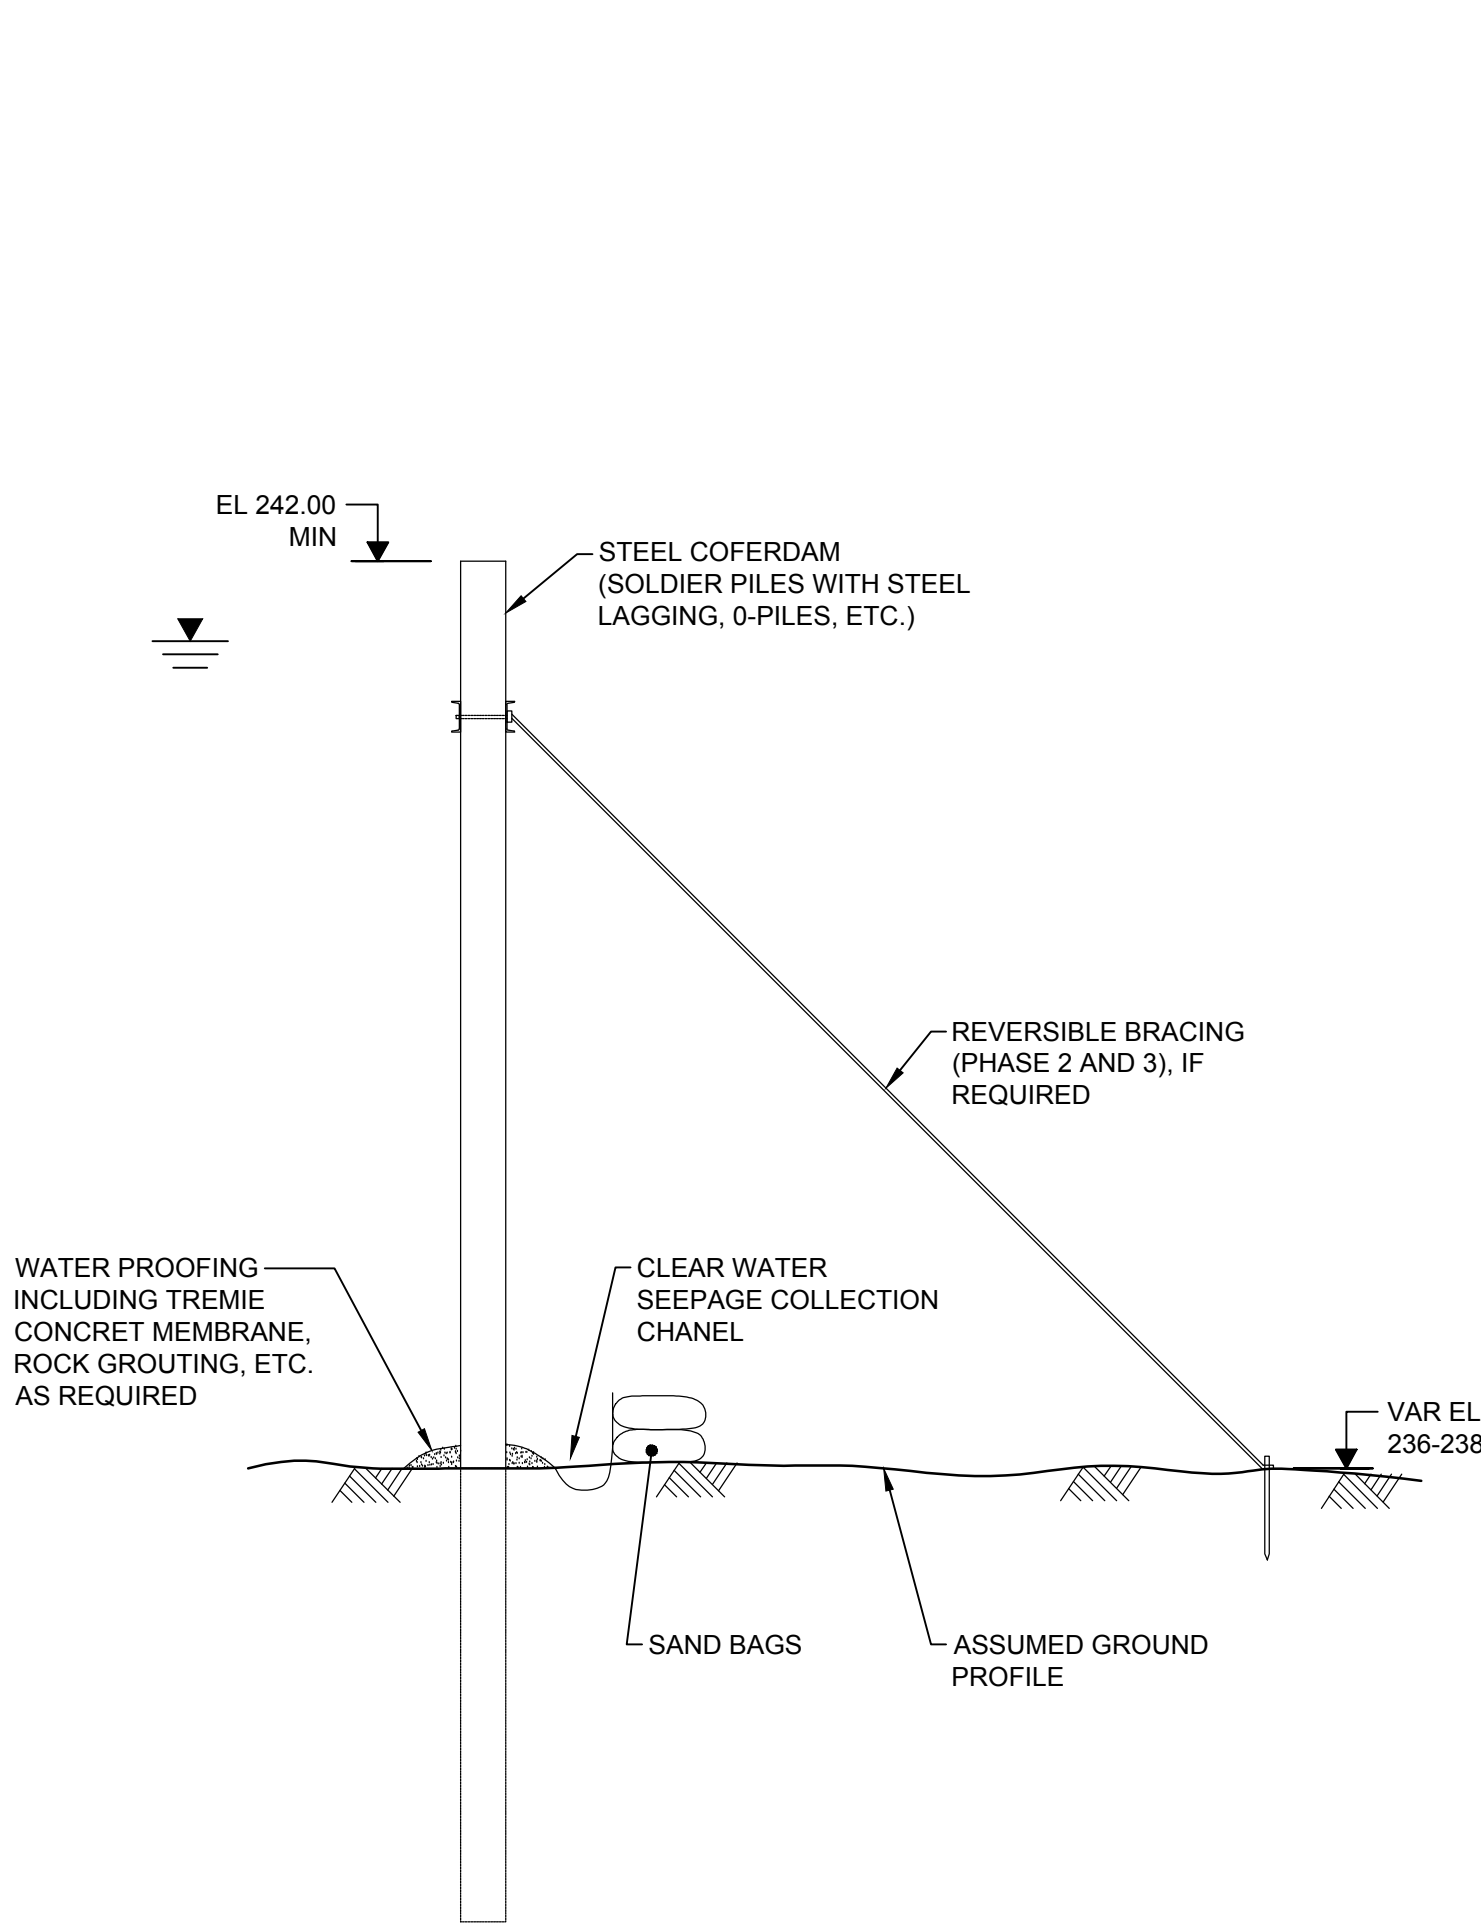 EL 242.00
MIN
STEEL COFERDAM
(SOLDIER PILES WITH STEEL
LAGGING, 0-PILES, ETC.)
REVERSIBLE BRACING
(PHASE 2 AND 3), IF
REQUIRED
WATER PROOFING
INCLUDING TREMIE
CONCRET MEMBRANE,
ROCK GROUTING, ETC.
AS REQUIRED
CLEAR WATER
SEEPAGE COLLECTION
CHANEL
VAR EL
236-238
SAND BAGS
ASSUMED GROUND
PROFILE